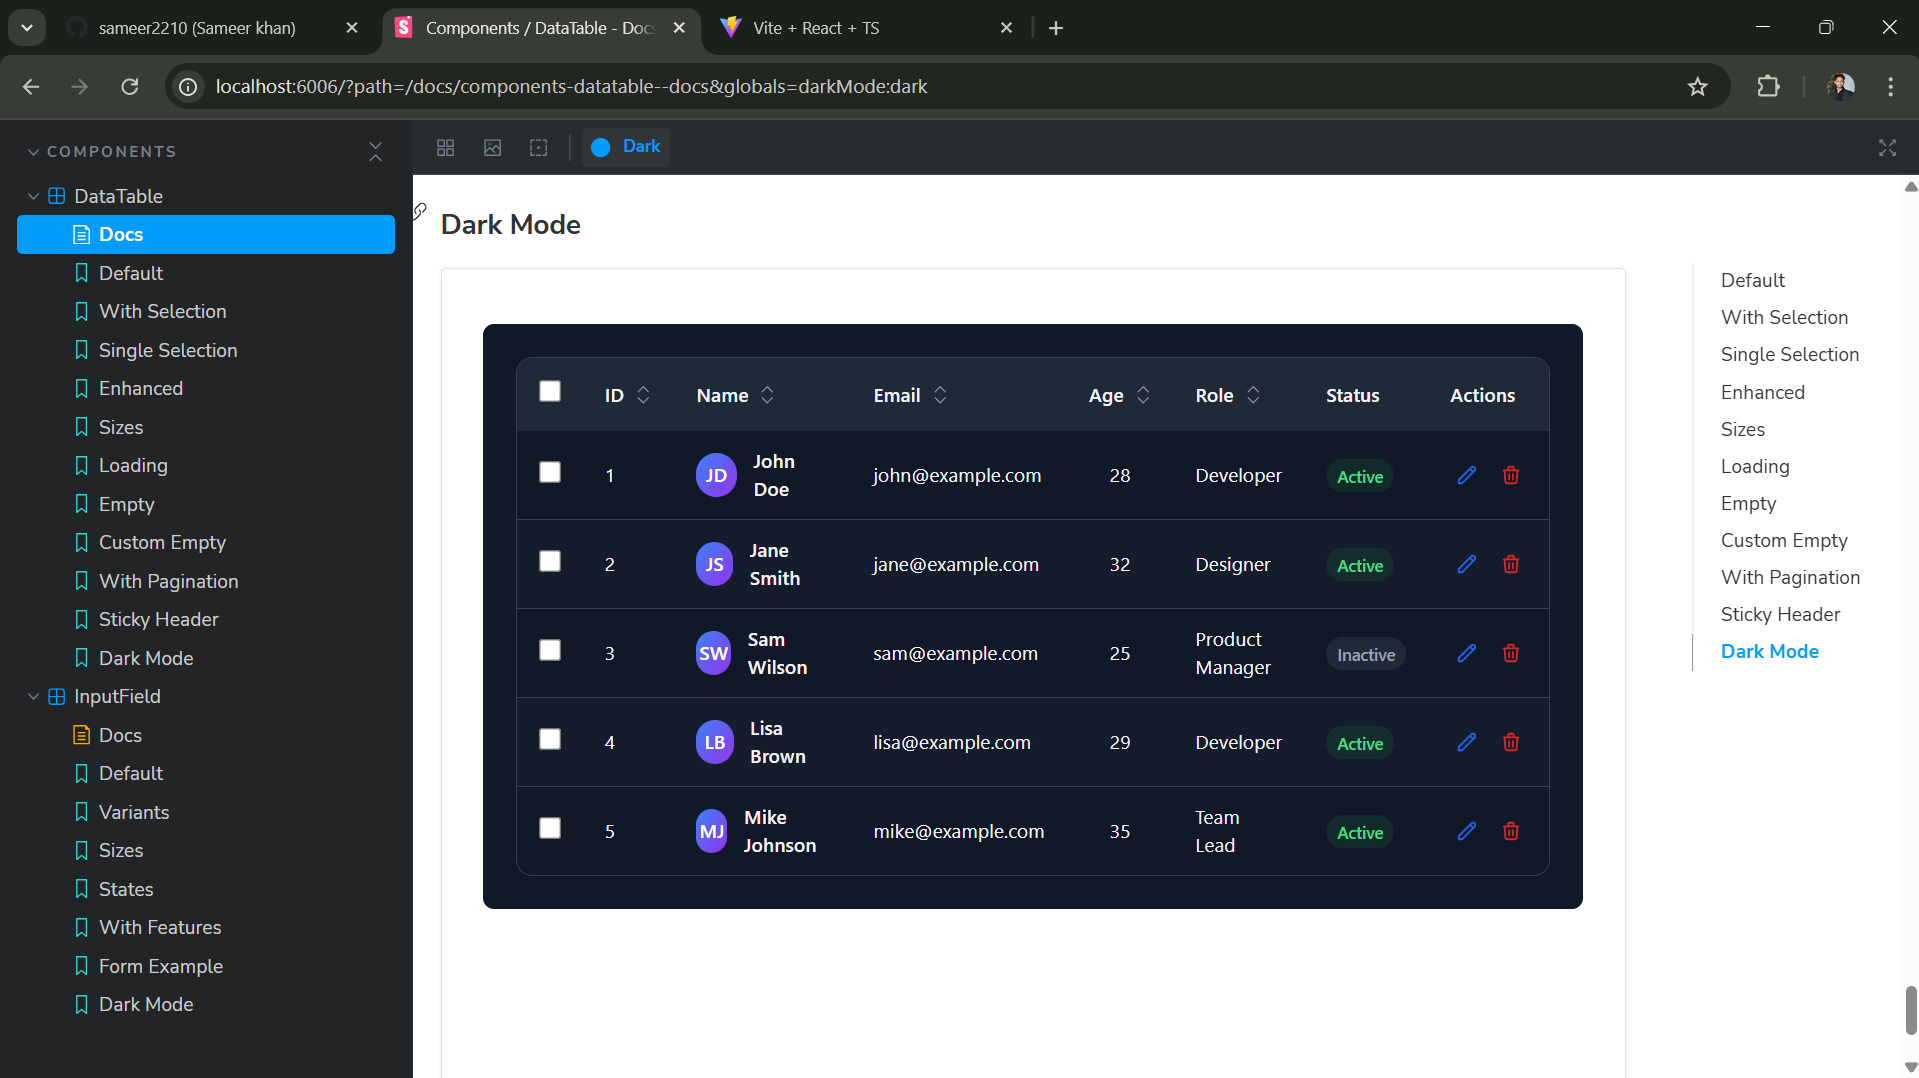 sameer2210 (Sameer khan)
Components / DataTable - Docs
Vite + React + TS
localhost:6006/?path=/docs/components-datatable--docs&globals=darkMode:dark
COMPONENTS
DataTable
Docs
Default
With Selection
Single Selection
Enhanced
Sizes
Loading
Empty
Custom Empty
With Pagination
Sticky Header
Dark Mode
InputField
Docs
Default
Variants
Sizes
States
With Features
Form Example
Dark Mode
Dark
Dark Mode
ID Name Email Age Role Status Actions
1 JD John Doe john@example.com 28 Developer Active
2 JS Jane Smith jane@example.com 32 Designer Active
3 SW Sam Wilson sam@example.com 25 Product Manager Inactive
4 LB Lisa Brown lisa@example.com 29 Developer Active
5 MJ Mike Johnson mike@example.com 35 Team Lead Active
Default
With Selection
Single Selection
Enhanced
Sizes
Loading
Empty
Custom Empty
With Pagination
Sticky Header
Dark Mode